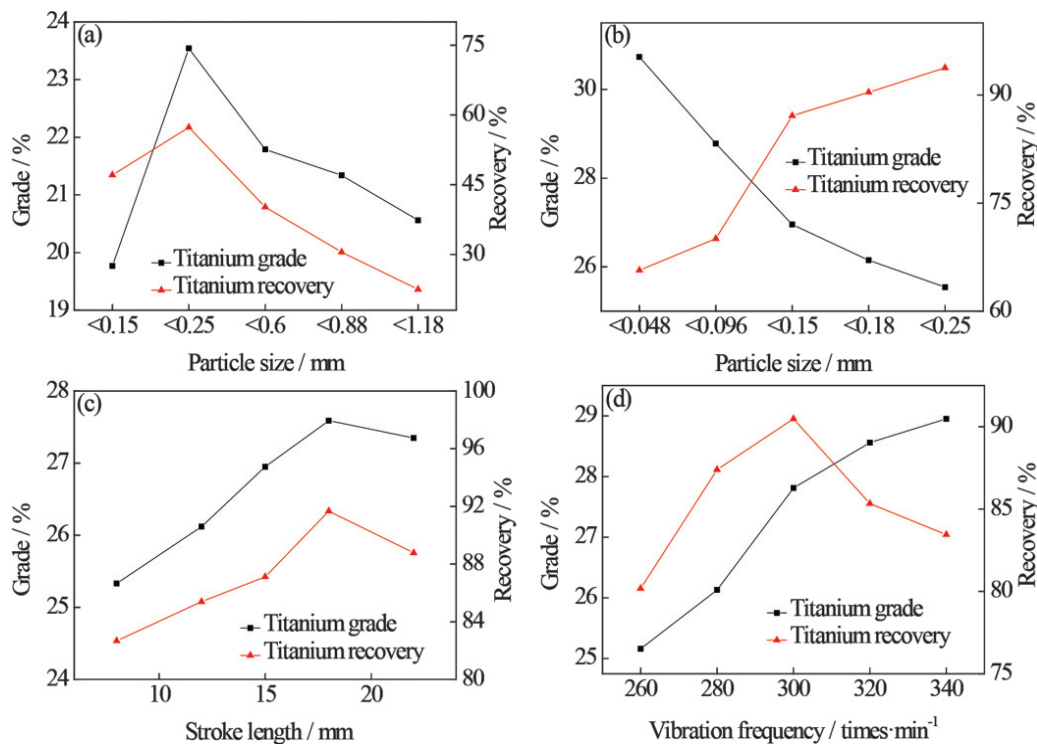 (a)
24
23
22
21
20
19
Grade / %
75
60
45
30
Recovery / %
Titanium grade
Titanium recovery
<0.15 <0.25 <0.6 <0.88 <1.18
Particle size / mm
(b)
30
28
26
Grade / %
90
75
60
Recovery / %
Titanium grade
Titanium recovery
<0.048 <0.096 <0.15 <0.18 <0.25
Particle size / mm
(c)
28
27
26
25
24
Grade / %
100
96
92
88
84
80
Recovery / %
Titanium grade
Titanium recovery
10 15 20
Stroke length / mm
(d)
29
28
27
26
25
Grade / %
90
85
80
75
Recovery / %
Titanium grade
Titanium recovery
260 280 300 320 340
Vibration frequency / times·min⁻¹